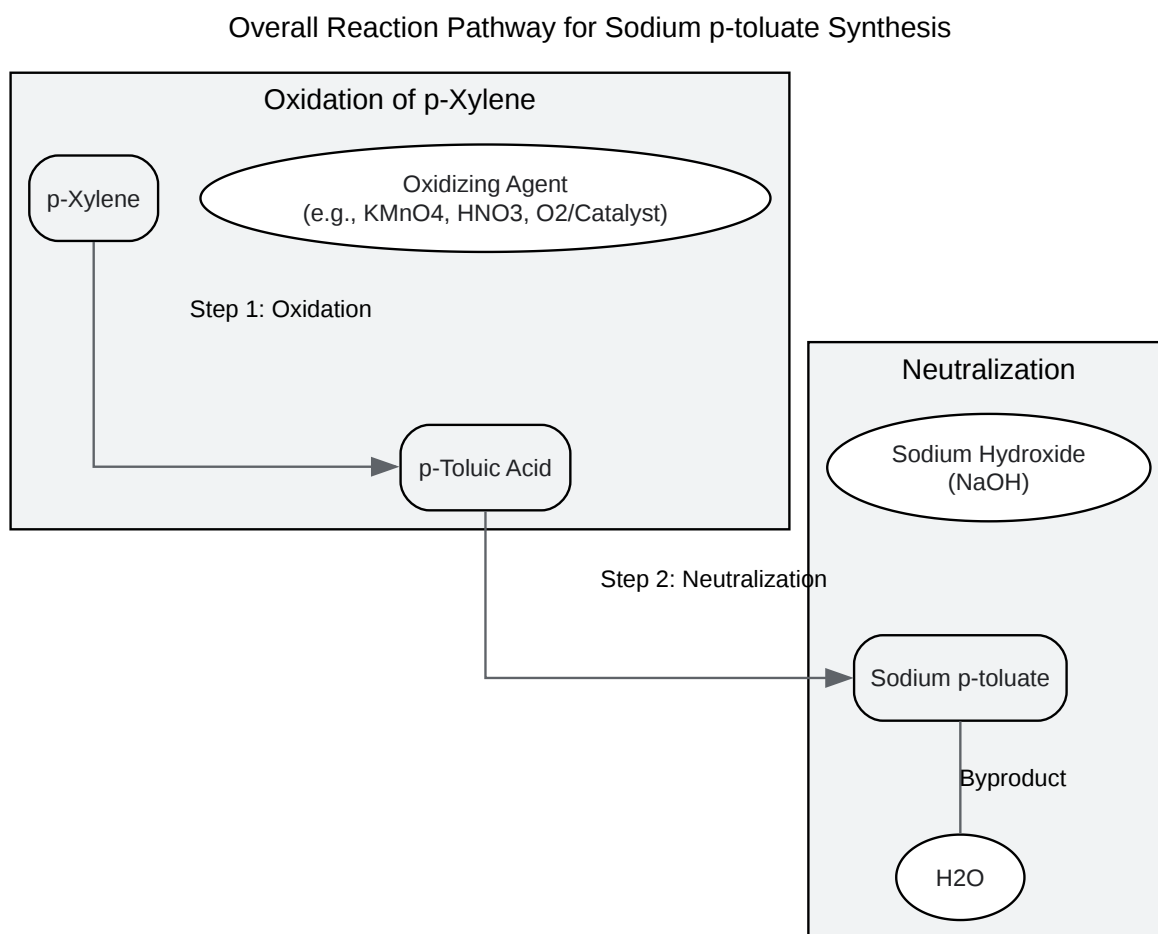 Overall Reaction Pathway for Sodium p-toluate Synthesis
Oxidation of p-Xylene
p-Xylene
Oxidizing Agent
(e.g., KMnO4, HNO3, O2/Catalyst)
Step 1: Oxidation
p-Toluic Acid
Neutralization
Sodium Hydroxide
(NaOH)
Step 2: Neutralization
Sodium p-toluate
Byproduct
H2O